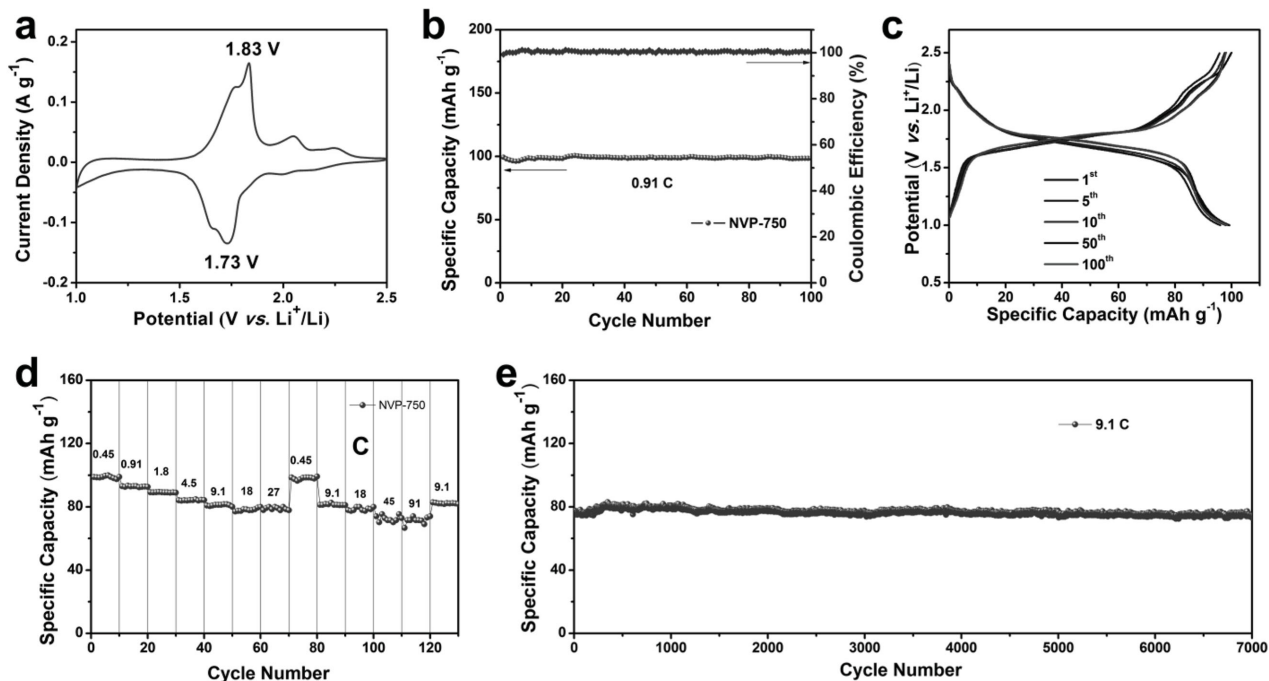 a
0.2
0.1
0.0
-0.1
-0.2
1.0
1.5
2.0
2.5
1.83 V
1.73 V
Current Density (A g⁻¹)
Potential (V vs. Li⁺/Li)
b
200
150
100
50
0
0
20
40
60
80
100
100
80
60
40
20
0
0.91 C
NVP-750
Specific Capacity (mAh g⁻¹)
Coulombic Efficiency (%)
Cycle Number
c
2.5
2.0
1.5
1.0
0.5
0
20
40
60
80
100
1st
5th
10th
50th
100th
Potential (V vs. Li⁺/Li)
Specific Capacity (mAh g⁻¹)
d
160
120
80
40
0
0
20
40
60
80
100
120
NVP-750
C
0.45
0.91
1.8
4.5
9.1
18
27
0.45
9.1
18
45
91
9.1
Specific Capacity (mAh g⁻¹)
Cycle Number
e
160
120
80
40
0
0
1000
2000
3000
4000
5000
6000
7000
9.1 C
Specific Capacity (mAh g⁻¹)
Cycle Number